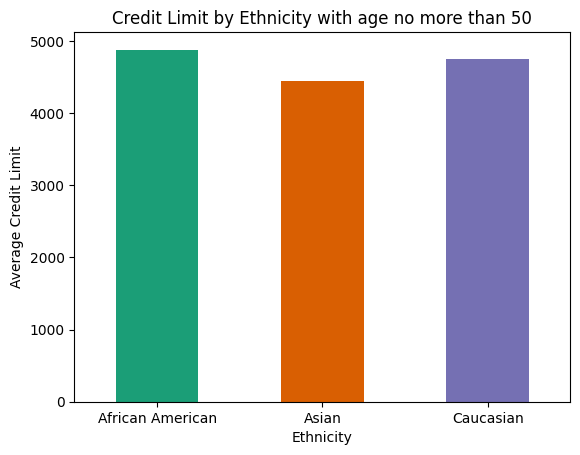 Credit Limit by Ethnicity with age no more than 50
5000
4000
3000
2000
1000
0
Average Credit Limit
African American
Asian
Caucasian
Ethnicity